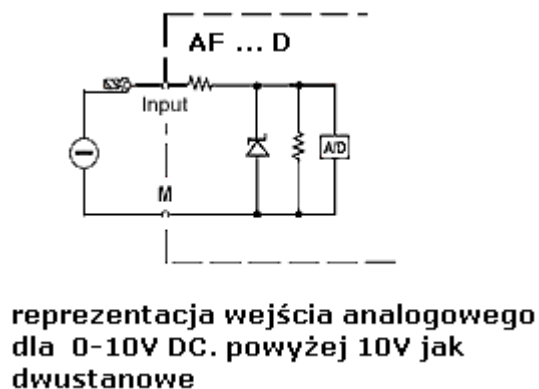 AF ... D
Input
A/D
M
reprezentacja wejścia analogowego
dla 0-10V DC. powyżej 10V jak
dwustanowe